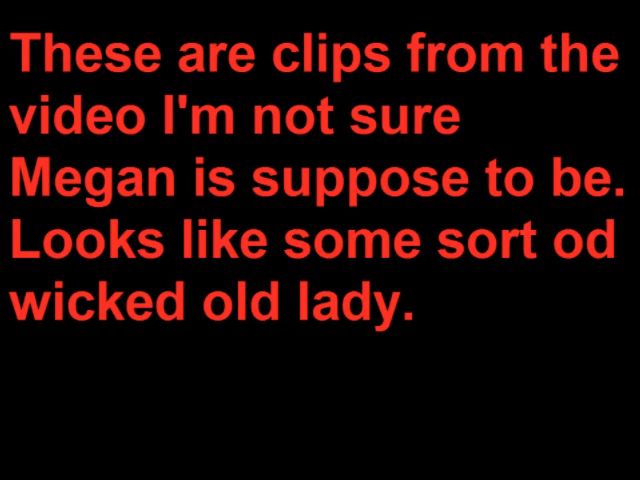 These are clips from the
video I'm not sure
Megan is suppose to be.
Looks like some sort od
wicked old lady.